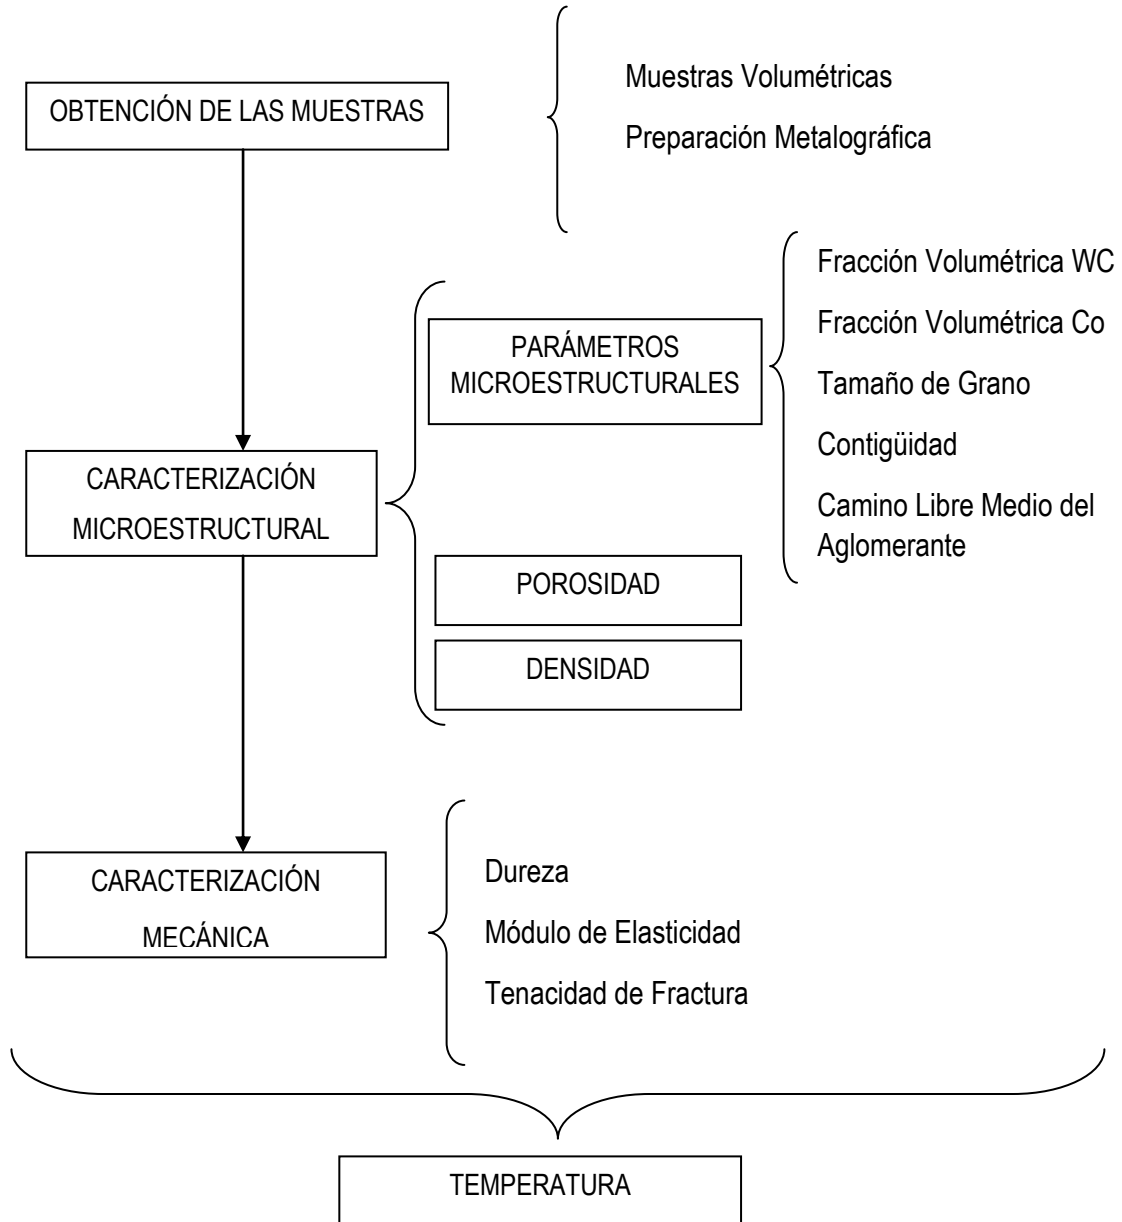 OBTENCIÓN DE LAS MUESTRAS
Muestras Volumétricas
Preparación Metalográfica
CARACTERIZACIÓN
MICROESTRUCTURAL
PARÁMETROS
MICROESTRUCTURALES
Fracción Volumétrica WC
Fracción Volumétrica Co
Tamaño de Grano
Contigüidad
Camino Libre Medio del
Aglomerante
POROSIDAD
DENSIDAD
CARACTERIZACIÓN
MECÁNICA
Dureza
Módulo de Elasticidad
Tenacidad de Fractura
TEMPERATURA